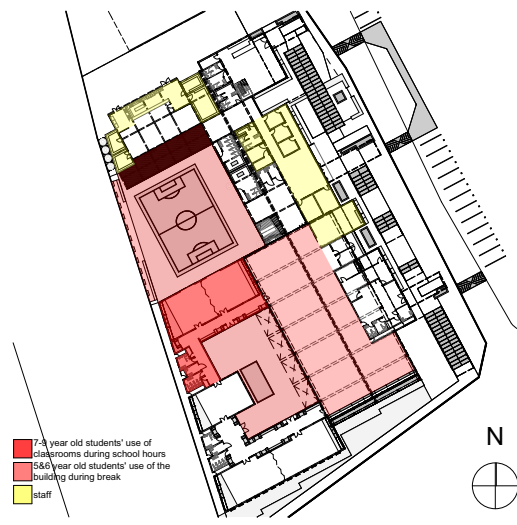 N
7-9 year old students' use of
classrooms during school hours
5&6 year old students' use of the
building during break
staff